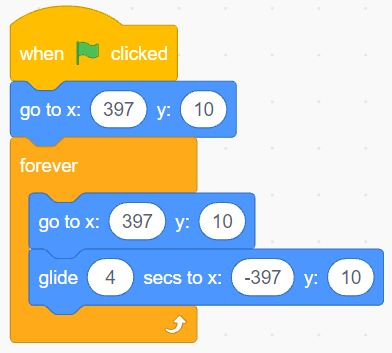 when clicked
go to x: 397 y: 10
forever
go to x: 397 y: 10
glide 4 secs to x: -397 y: 10